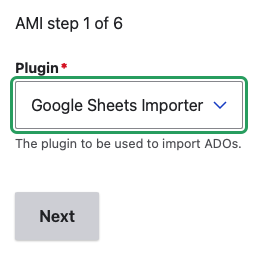 AMI step 1 of 6
Plugin*
Google Sheets Importer
The plugin to be used to import ADOs.
Next